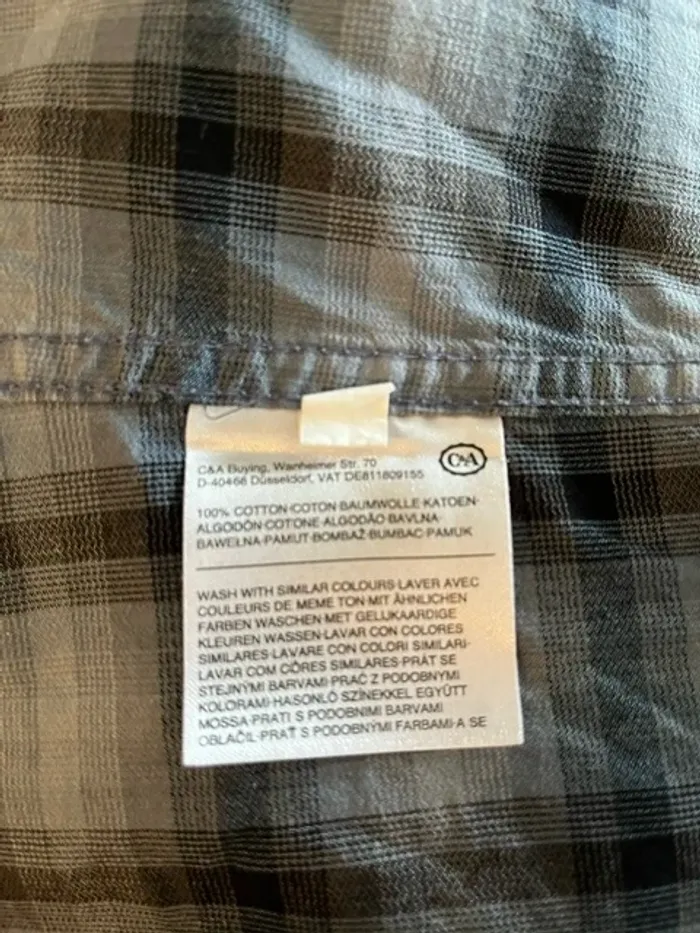 C&A Buying, Wanheimer Str. 70
D-40468 Düsseldorf, VAT DE811809155
C&A
100% COTTON·COTON·BAUMWOLLE·KATOEN·
ALGODÓN·COTONE·ALGODÃO·BAVLNA·
BAWEŁNA·PAMUT·BOMBAŽ·BUMBAC·PAMUK
WASH WITH SIMILAR COLOURS·LAVER AVEC
COULEURS DE MEME TON·MIT ÄHNLICHEN
FARBEN WASCHEN·MET GELIJKAARDIGE
KLEUREN WASSEN·LAVAR CON COLORES
SIMILARES·LAVARE CON COLORI SIMILARI·
LAVAR COM CÔRES SIMILARES·PRÁT SE
STEJNÝMI BARVAMI·PRAĆ Z PODOBNYMI
KOLORAMI·HASONLÓ SZÍNEKKEL EGYÜTT
MOSSA·PRATI S PODOBNIMI BARVAMI
OBLAČIL·PRAŤ S PODOBNÝMI FARBAMI·A SE